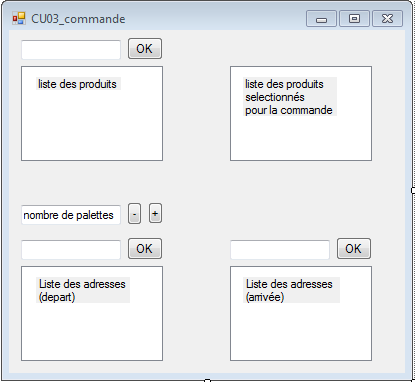 CU03_commande
OK
liste des produits
liste des produits
selectionnés
pour la commande
nombre de palettes - +
OK OK
Liste des adresses
(depart)
Liste des adresses
(arrivée)